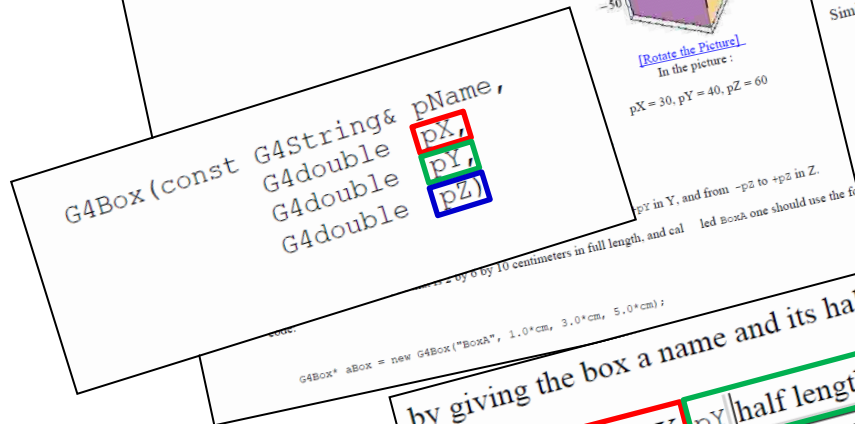 G4Box(const G4String& pName,
G4double pX,
G4double pY,
G4double pZ)
-50
[Rotate the Picture]
In the picture :
pX = 30, pY = 40, pZ = 60
Sim
pY in Y, and from -pZ to +pZ in Z.
by 10 centimeters in full length, and cal led BoxA one should use the fo
code:
G4Box* aBox = new G4Box("BoxA", 1.0*cm, 3.0*cm, 5.0*cm);
by giving the box a name and its ha
pY half lengt